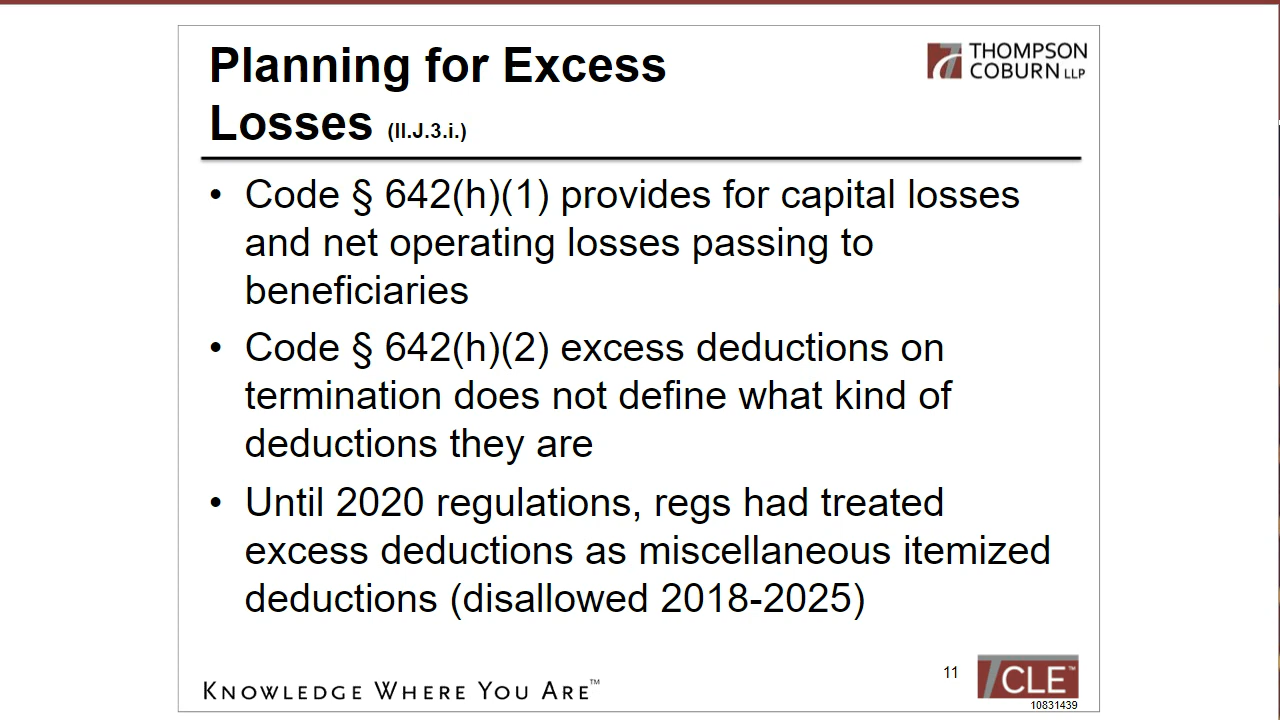 Planning for Excess
Losses (II.J.3.i.)
THOMPSON
COBURN LLP
• Code § 642(h)(1) provides for capital losses
and net operating losses passing to
beneficiaries
• Code § 642(h)(2) excess deductions on
termination does not define what kind of
deductions they are
• Until 2020 regulations, regs had treated
excess deductions as miscellaneous itemized
deductions (disallowed 2018-2025)
KNOWLEDGE WHERE YOU ARE™
11
TCLE™
10831439